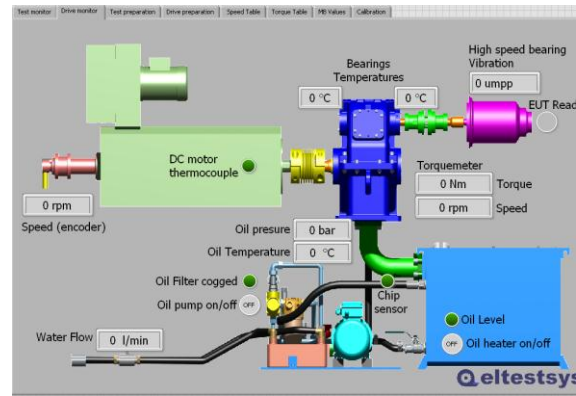 Test monitor
Drive monitor
Test preparation
Drive preparation
Speed Table
Torque Table
MB Values
Calibration
High speed bearing
Vibration
0 umpp
EUT Read
Bearings
Temperatures
0 °C
0 °C
DC motor
thermocouple
Torquemeter
0 Nm
Torque
0 rpm
Speed
0 rpm
Speed (encoder)
Oil presure
0 bar
Oil Temperature
0 °C
Oil Filter cogged
Oil pump on/off
OFF
Chip
sensor
Oil Level
OFF
Oil heater on/off
Water Flow
0 l/min
eltestsys